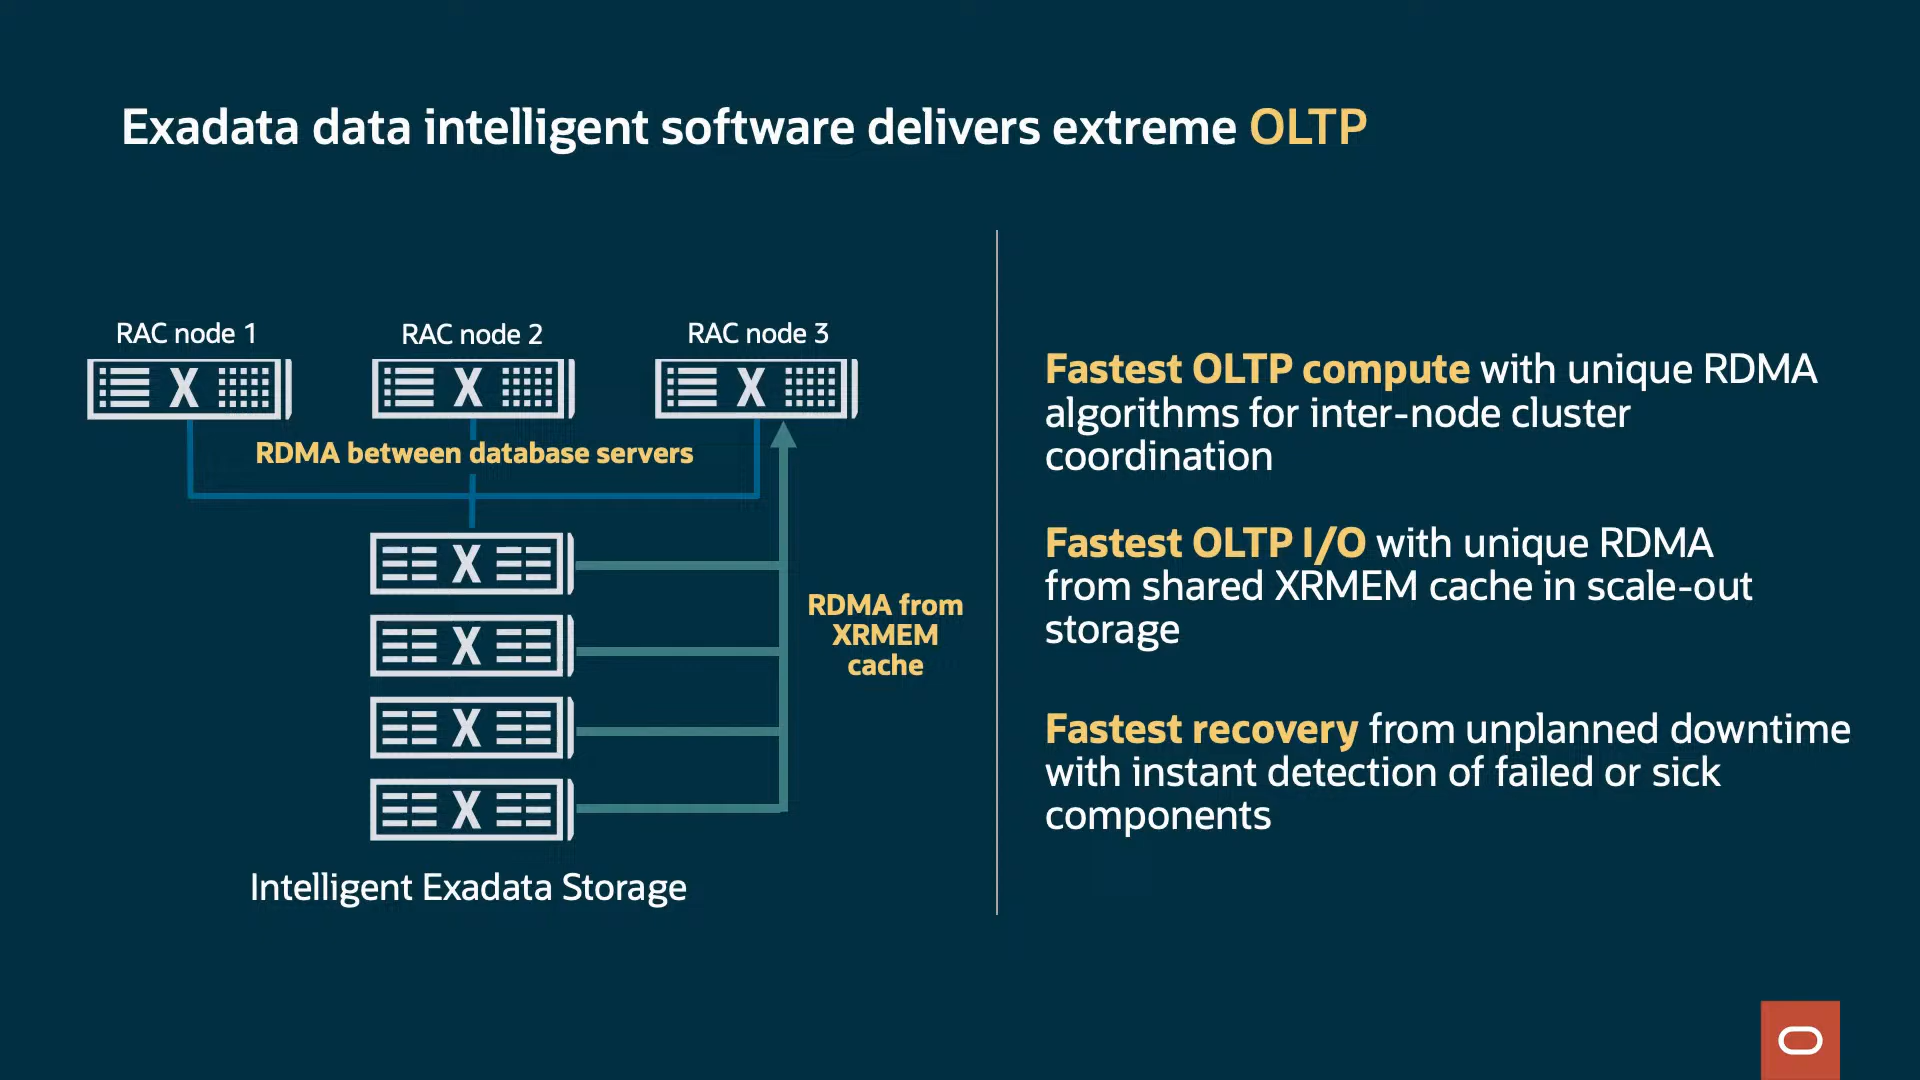 Exadata data intelligent software delivers extreme OLTP
RAC node 1
RAC node 2
RAC node 3
X
X
X
RDMA between database servers
X
X
X
X
RDMA from
XRMEM
cache
Intelligent Exadata Storage
Fastest OLTP compute with unique RDMA
algorithms for inter-node cluster
coordination
Fastest OLTP I/O with unique RDMA
from shared XRMEM cache in scale-out
storage
Fastest recovery from unplanned downtime
with instant detection of failed or sick
components